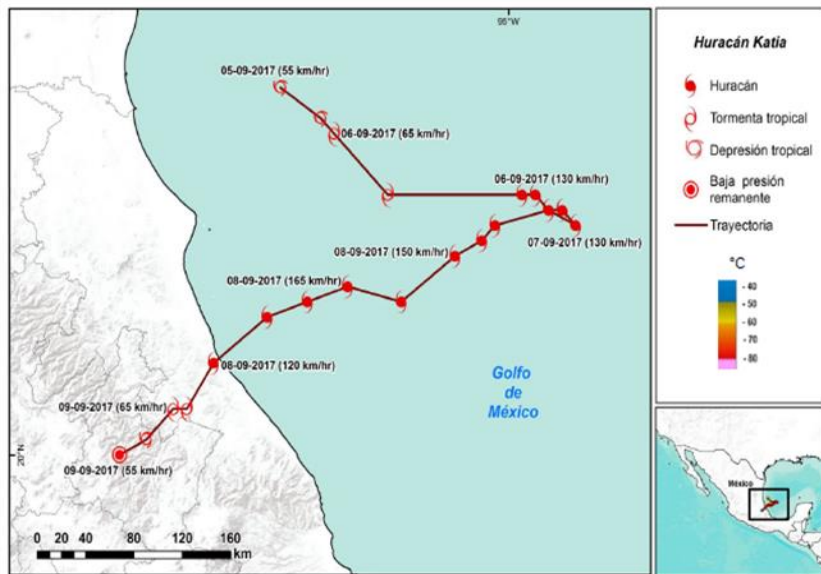 95°W
05-09-2017 (55 km/hr)
06-09-2017 (65 km/hr)
06-09-2017 (130 km/hr)
07-09-2017 (130 km/hr)
08-09-2017 (150 km/hr)
08-09-2017 (165 km/hr)
08-09-2017 (120 km/hr)
09-09-2017 (65 km/hr)
09-09-2017 (55 km/hr)
Golfo
de
México
20°N
0 20 40 80 120 160
km
Huracán Katia
Huracán
Tormenta tropical
Depresión tropical
Baja presión
remanente
Trayectoria
°C
- 40
- 50
- 60
- 70
- 80
México